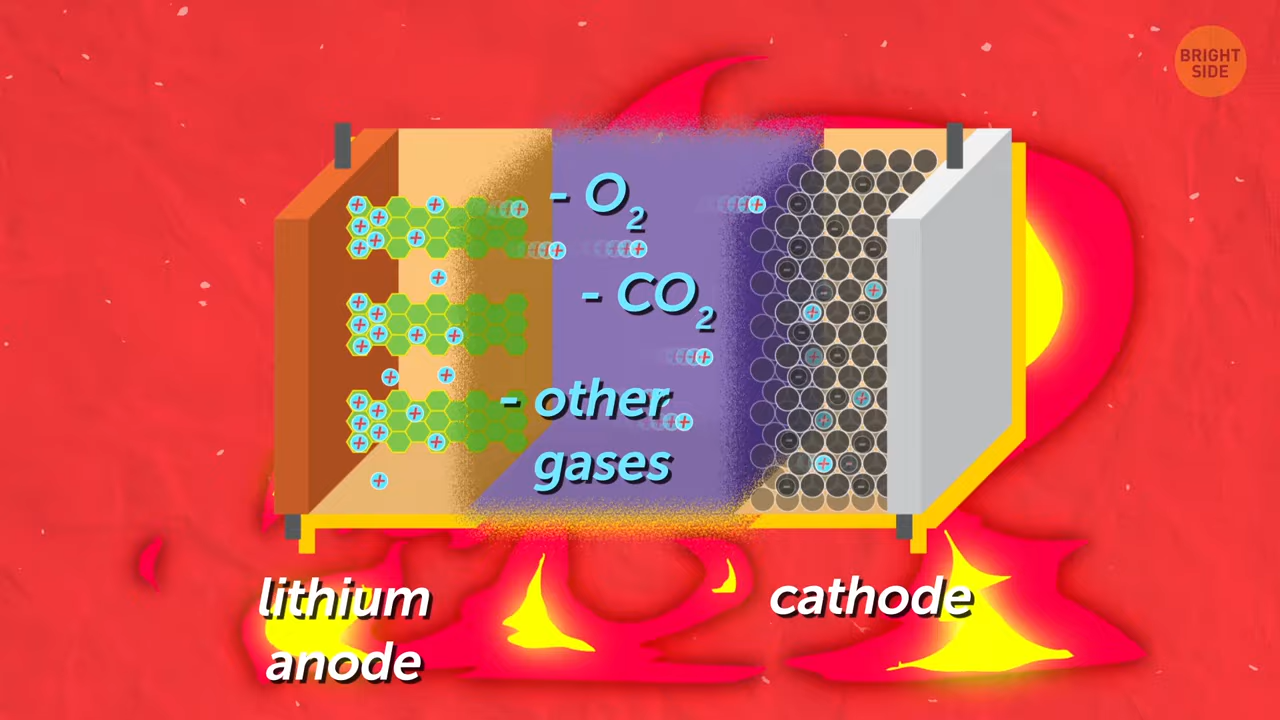 BRIGHT
SIDE
- O₂
- CO₂
- other
gases
lithium
anode
cathode